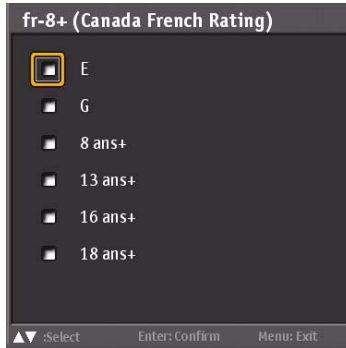 fr-8+ (Canada French Rating)
E
G
8 ans+
13 ans+
16 ans+
18 ans+
▲▼ :Select Enter: Confirm Menu: Exit